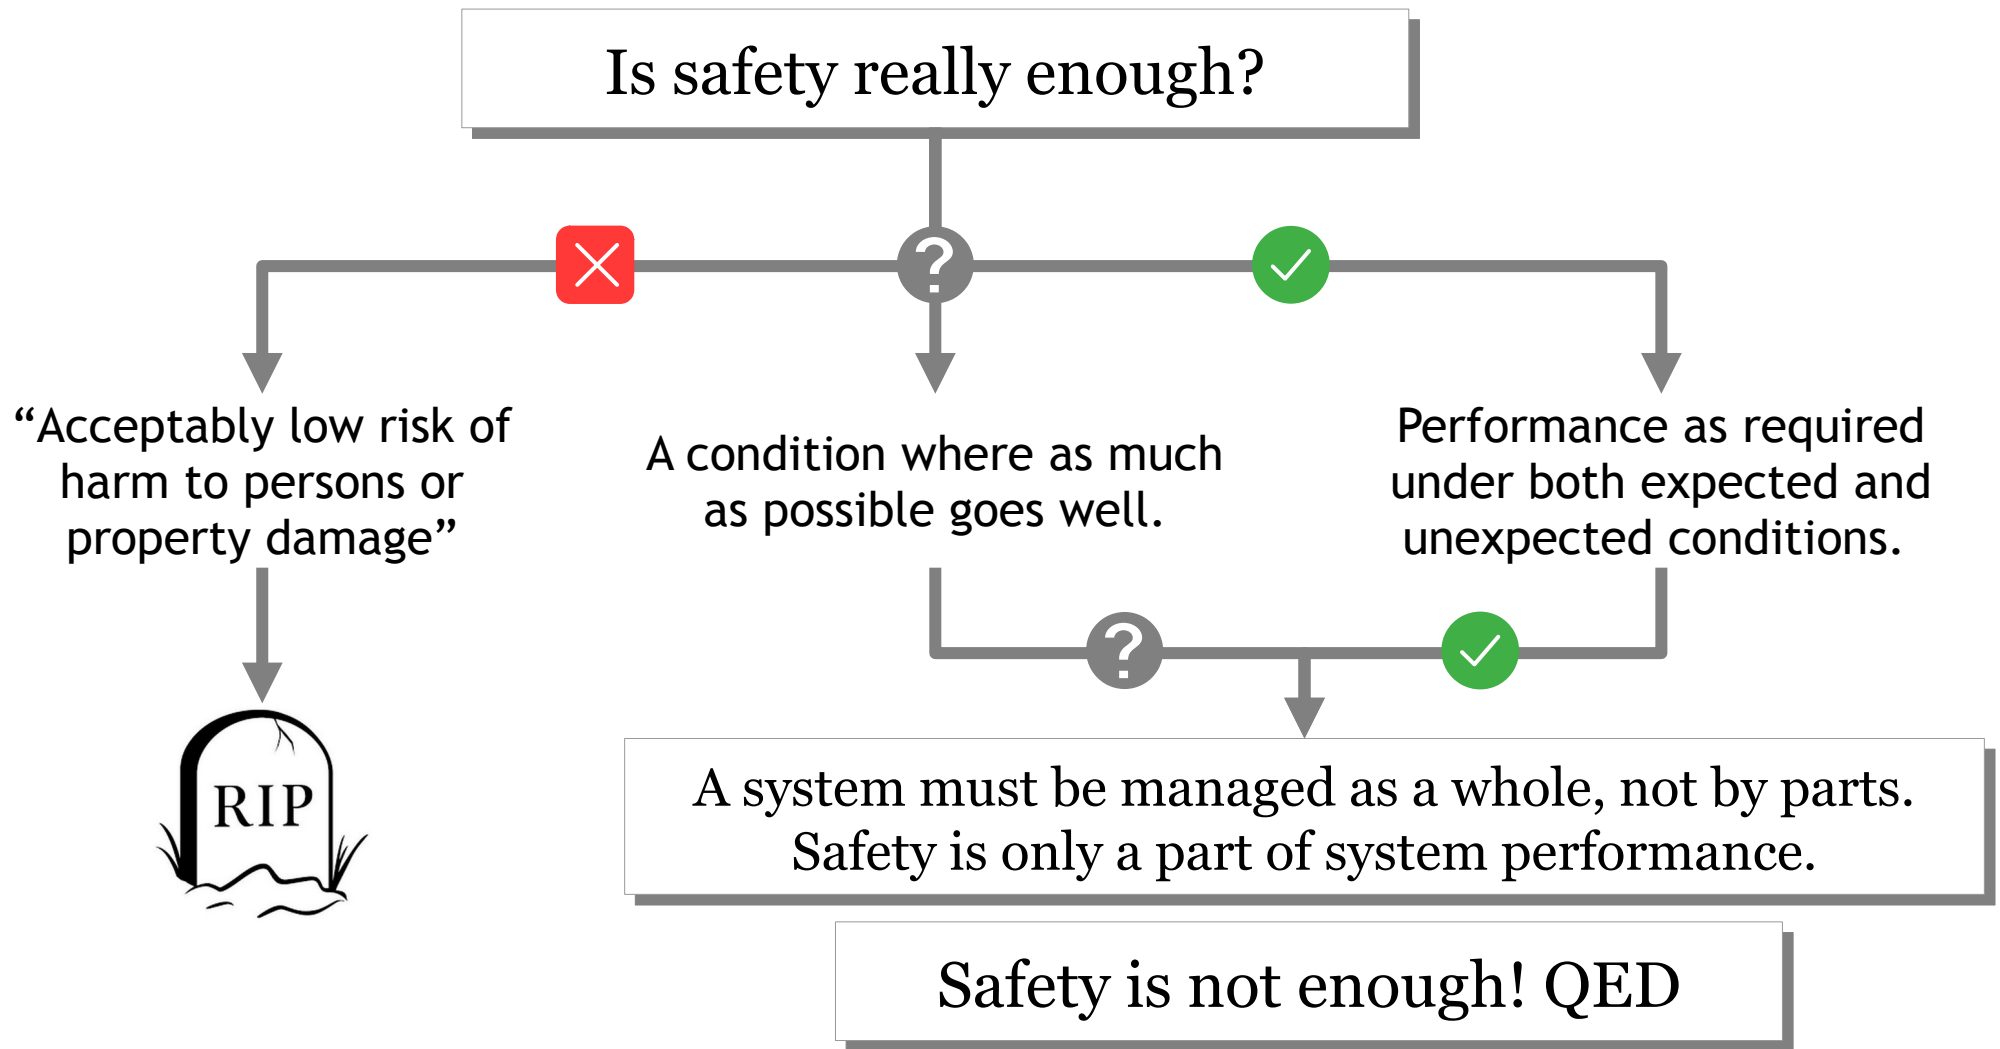 Is safety really enough?
“Acceptably low risk of
harm to persons or
property damage”
A condition where as much
as possible goes well.
Performance as required
under both expected and
unexpected conditions.
RIP
A system must be managed as a whole, not by parts.
Safety is only a part of system performance.
Safety is not enough! QED